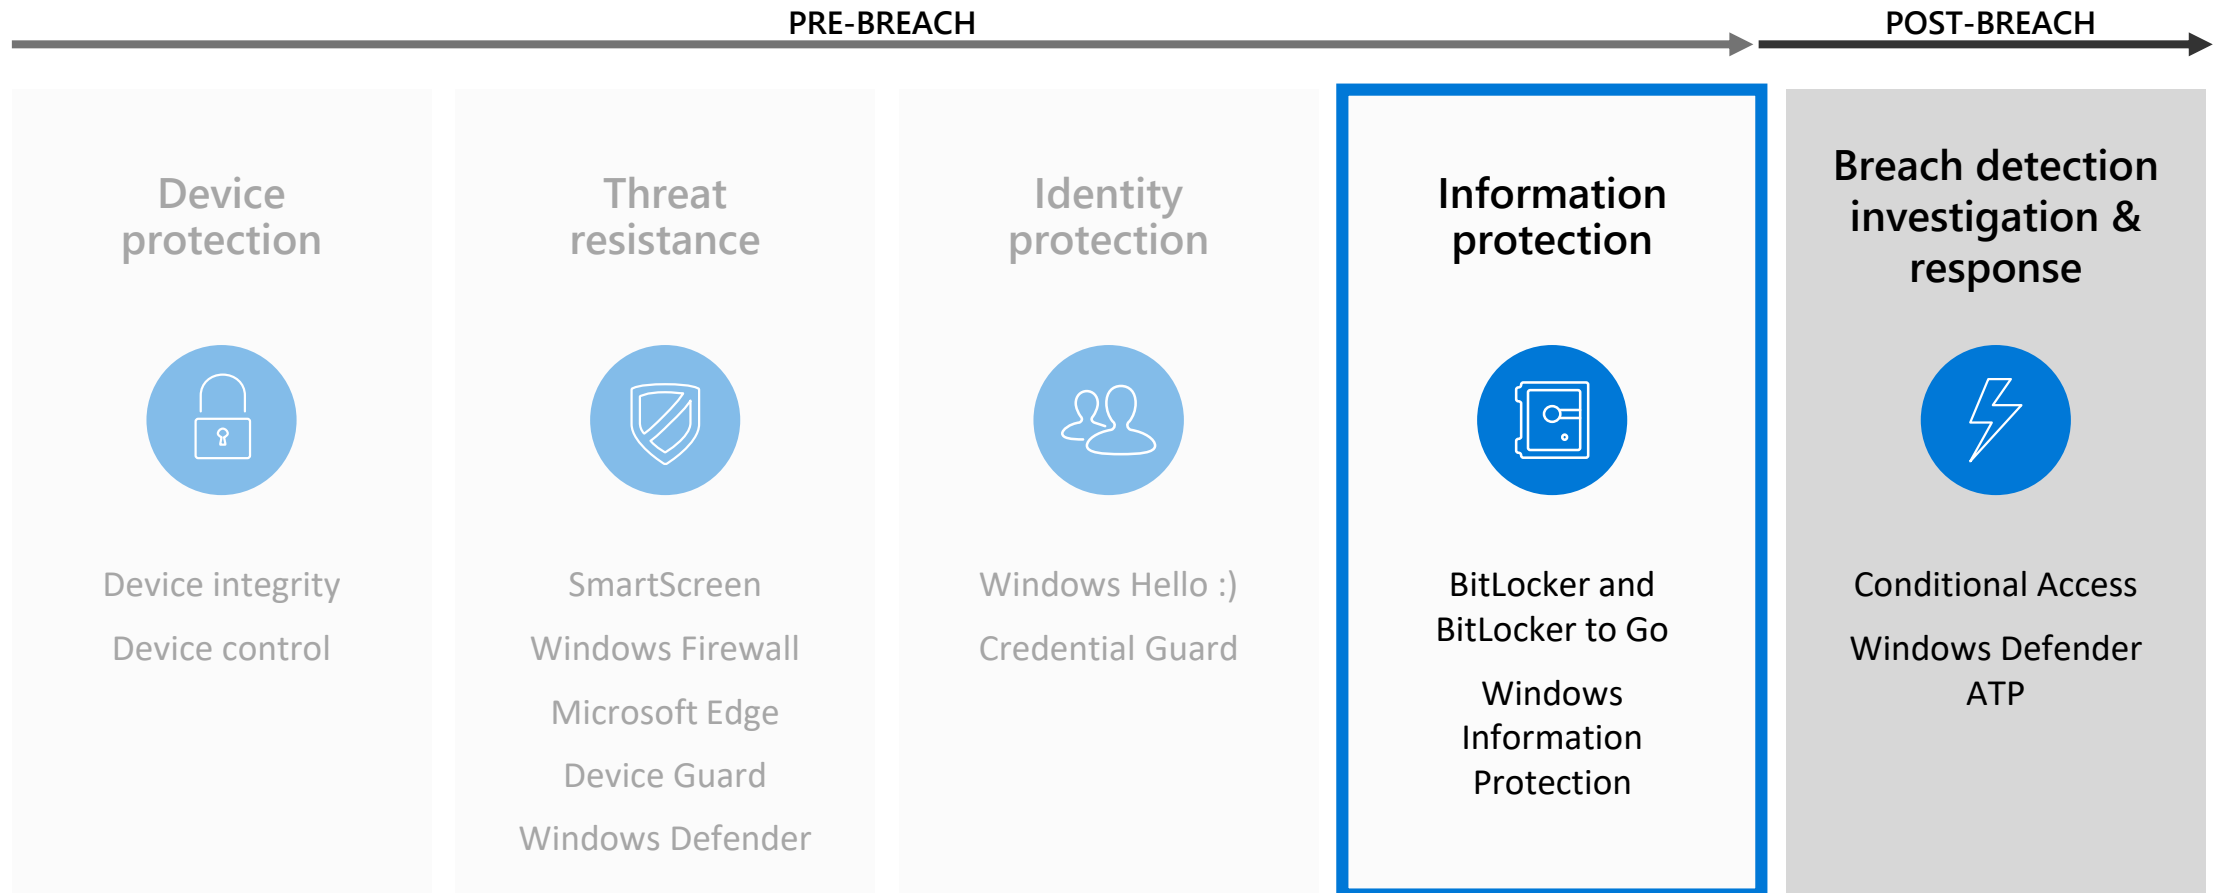 PRE-BREACH
POST-BREACH
Device
protection
Device integrity
Device control
Threat
resistance
SmartScreen
Windows Firewall
Microsoft Edge
Device Guard
Windows Defender
Identity
protection
Windows Hello :)
Credential Guard
Information
protection
BitLocker and
BitLocker to Go
Windows
Information
Protection
Breach detection
investigation &
response
Conditional Access
Windows Defender
ATP